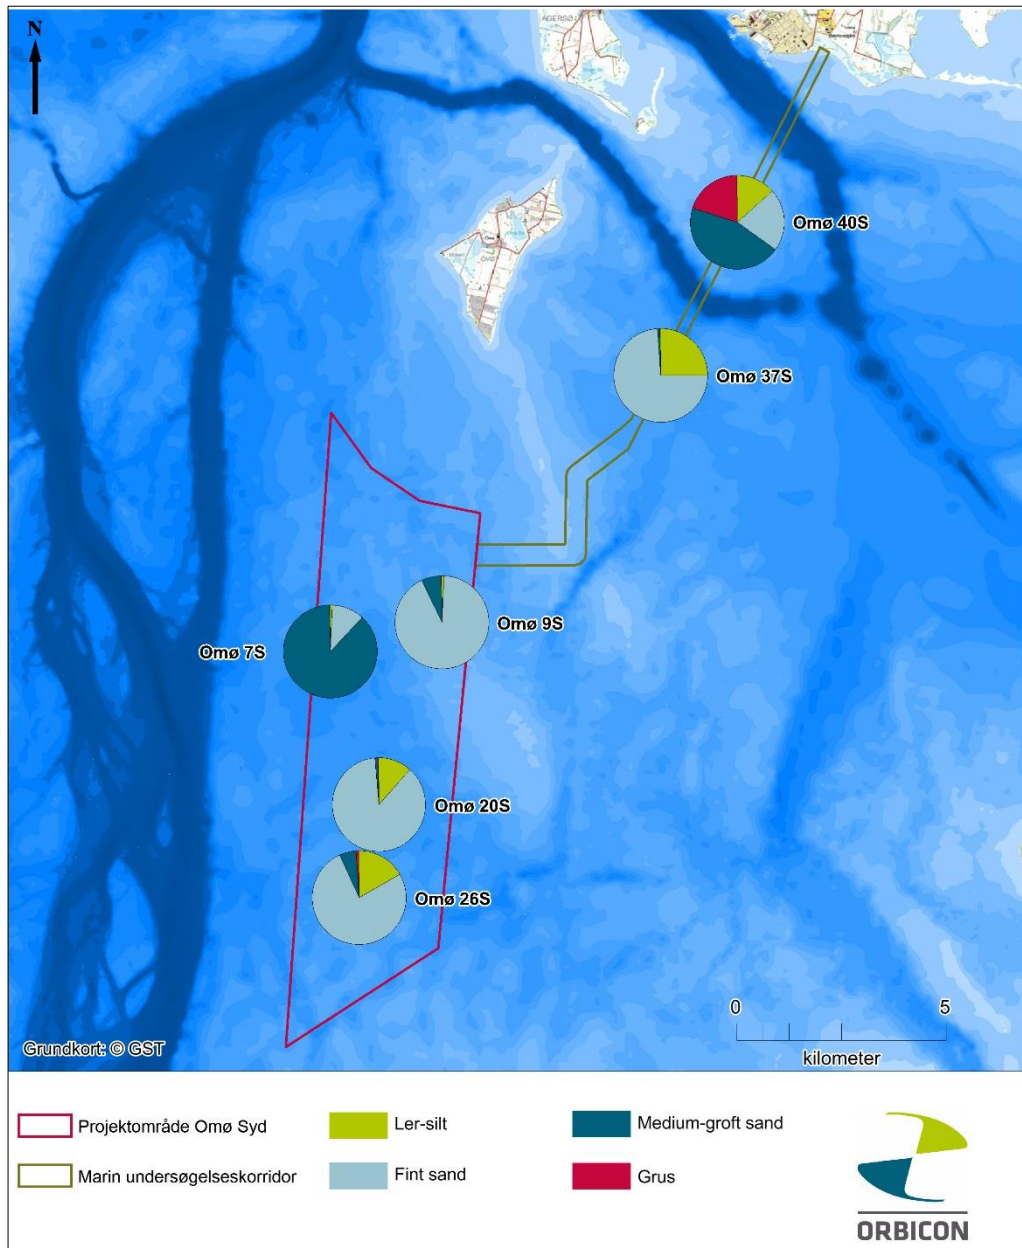 N
AGERSØ
Omø 40S
Omø 37S
Omø 9S
Omø 7S
Omø 20S
Omø 26S
0 5
kilometer
Grundkort: © GST
Projektområde Omø Syd
Ler-silt
Medium-groft sand
Marin undersøgelseskorridor
Fint sand
Grus
ORBICON